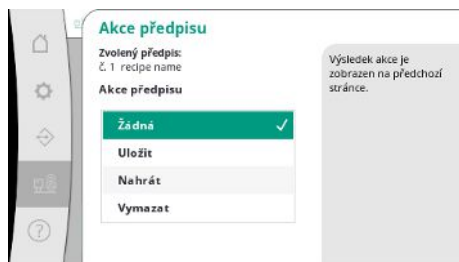 Akce předpisu
Zvolený předpis:
č. 1 recipe name
Akce předpisu
Žádná
Uložit
Nahrát
Vymazat
Výsledek akce je
zobrazen na předchozí
stránce.